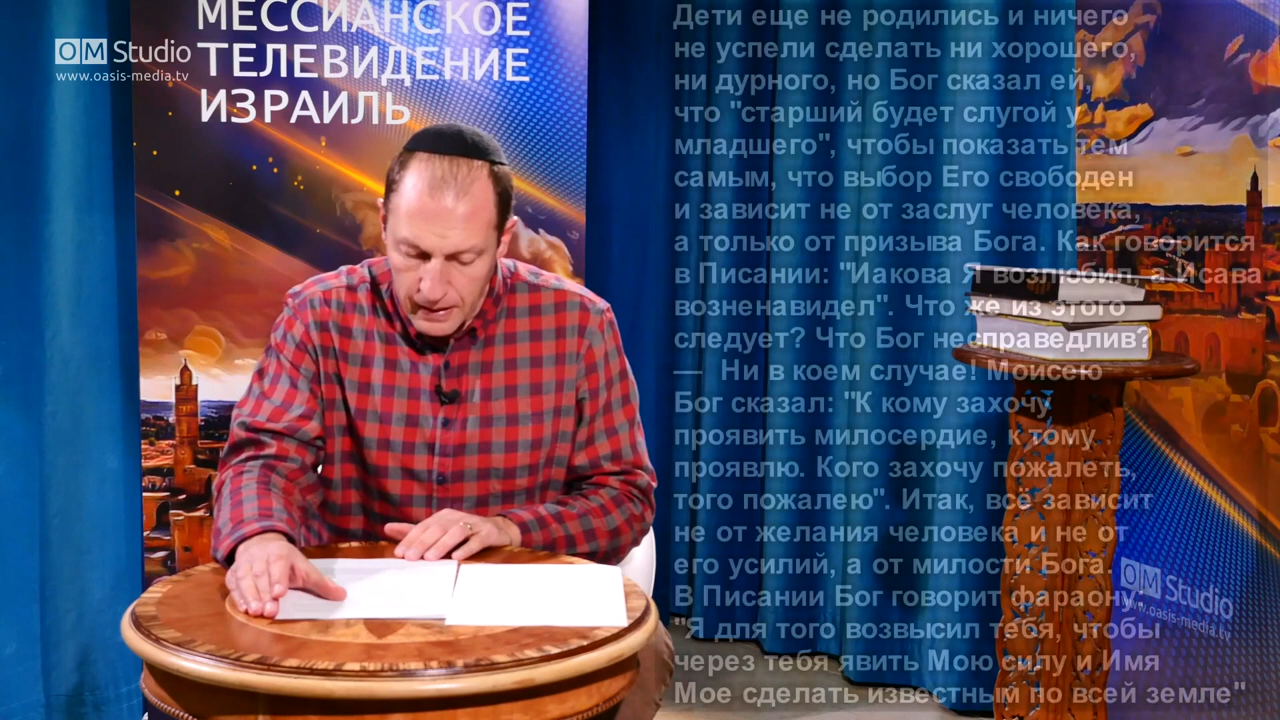 МЕССИАНСКОЕ
ТЕЛЕВИДЕНИЕ
ИЗРАИЛЬ
OM Studio
www.oasis-media.tv
Дети еще не родились и ничего
не успели сделать ни хорошего,
ни дурного, но Бог сказал ей,
что "старший будет слугой у
младшего", чтобы показать тем
самым, что выбор Его свободен
и зависит не от заслуг человека,
а только от призыва Бога. Как говорится
в Писании: "Иакова Я возлюбил, а Исава
возненавидел". Что же из этого
следует? Что Бог несправедлив?
— Ни в коем случае! Моисею
Бог сказал: "К кому захочу
проявить милосердие, к тому
проявлю. Кого захочу пожалеть,
того пожалею". Итак, все зависит
не от желания человека и не от
его усилий, а от милости Бога.
В Писании Бог говорит фараону:
"Я для того возвысил тебя, чтобы
через тебя явить Мою силу и Имя
Мое сделать известным по всей земле"
OM Studio
www.oasis-media.tv